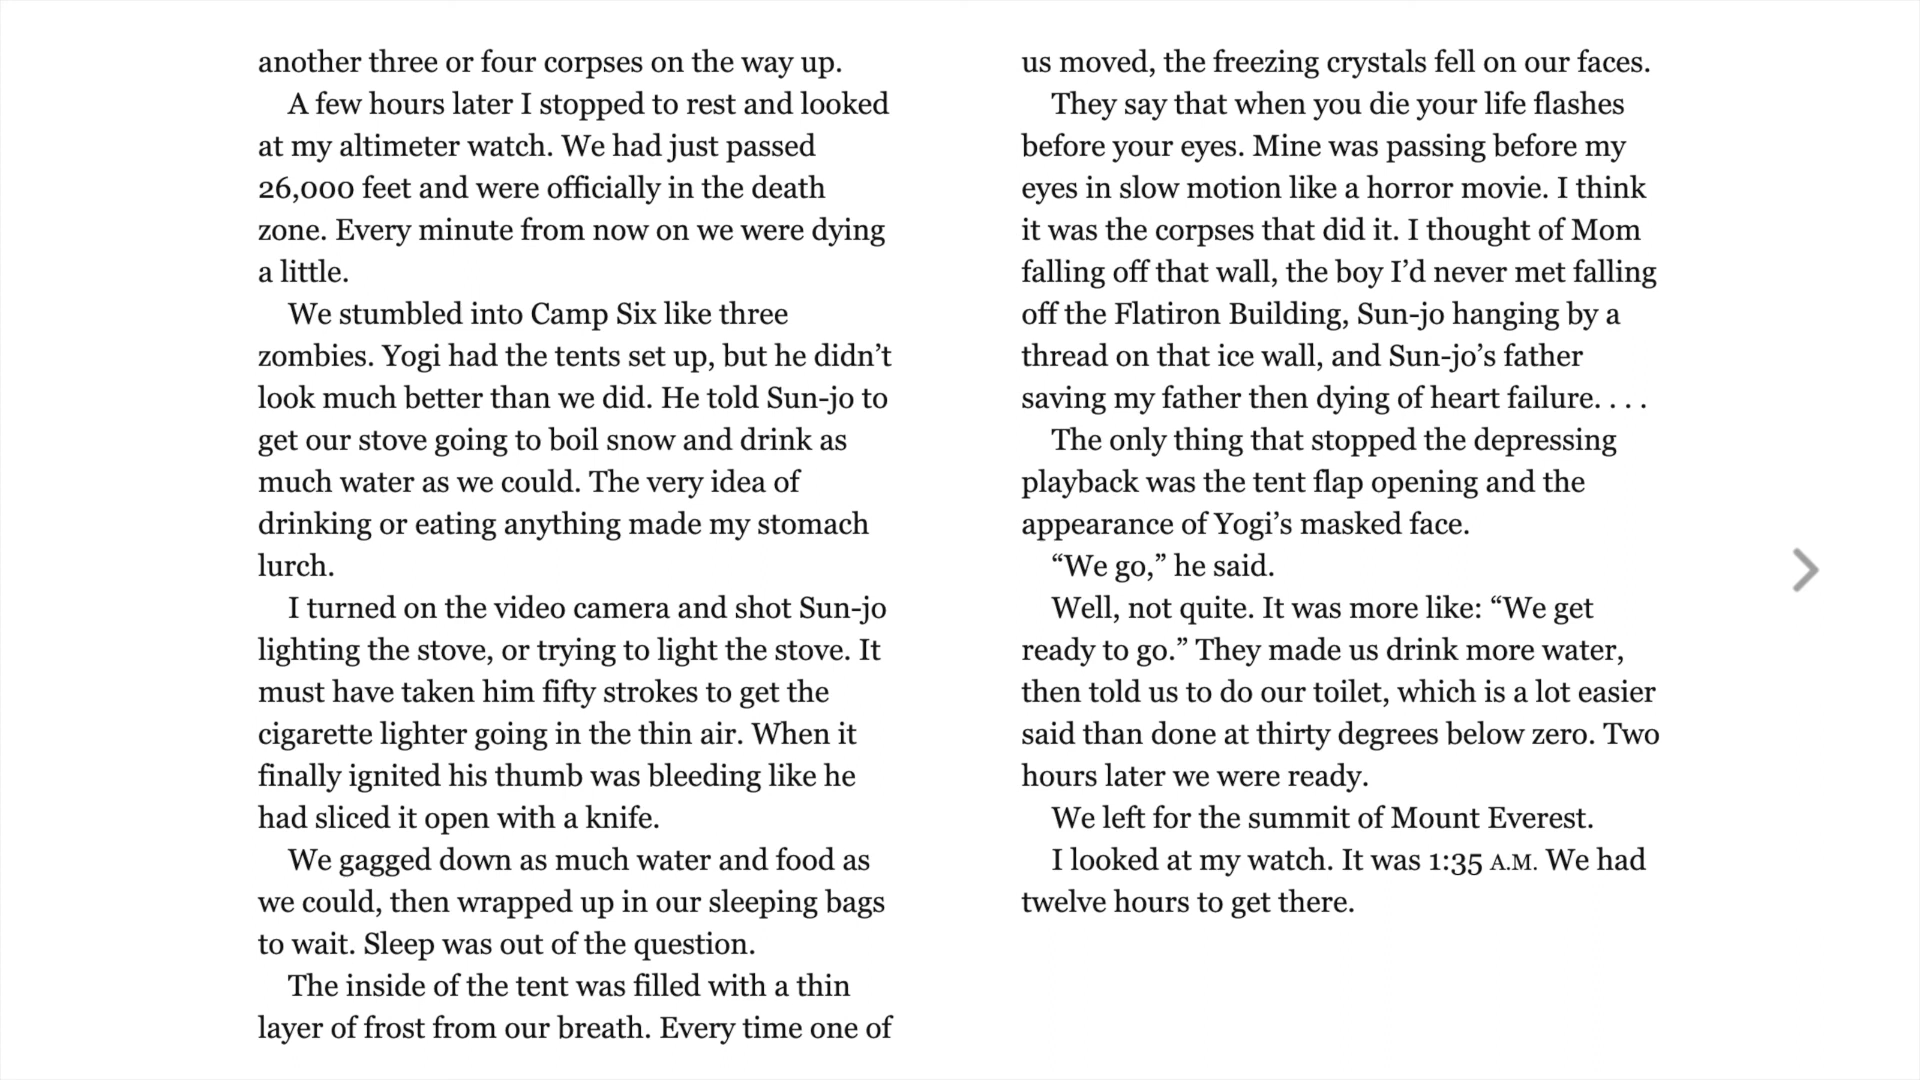 another three or four corpses on the way up.
A few hours later I stopped to rest and looked
at my altimeter watch. We had just passed
26,000 feet and were officially in the death
zone. Every minute from now on we were dying
a little.
We stumbled into Camp Six like three
zombies. Yogi had the tents set up, but he didn’t
look much better than we did. He told Sun-jo to
get our stove going to boil snow and drink as
much water as we could. The very idea of
drinking or eating anything made my stomach
lurch.
I turned on the video camera and shot Sun-jo
lighting the stove, or trying to light the stove. It
must have taken him fifty strokes to get the
cigarette lighter going in the thin air. When it
finally ignited his thumb was bleeding like he
had sliced it open with a knife.
We gagged down as much water and food as
we could, then wrapped up in our sleeping bags
to wait. Sleep was out of the question.
The inside of the tent was filled with a thin
layer of frost from our breath. Every time one of
us moved, the freezing crystals fell on our faces.
They say that when you die your life flashes
before your eyes. Mine was passing before my
eyes in slow motion like a horror movie. I think
it was the corpses that did it. I thought of Mom
falling off that wall, the boy I’d never met falling
off the Flatiron Building, Sun-jo hanging by a
thread on that ice wall, and Sun-jo’s father
saving my father then dying of heart failure. . . .
The only thing that stopped the depressing
playback was the tent flap opening and the
appearance of Yogi’s masked face.
“We go,” he said.
Well, not quite. It was more like: “We get
ready to go.” They made us drink more water,
then told us to do our toilet, which is a lot easier
said than done at thirty degrees below zero. Two
hours later we were ready.
We left for the summit of Mount Everest.
I looked at my watch. It was 1:35 A.M. We had
twelve hours to get there.